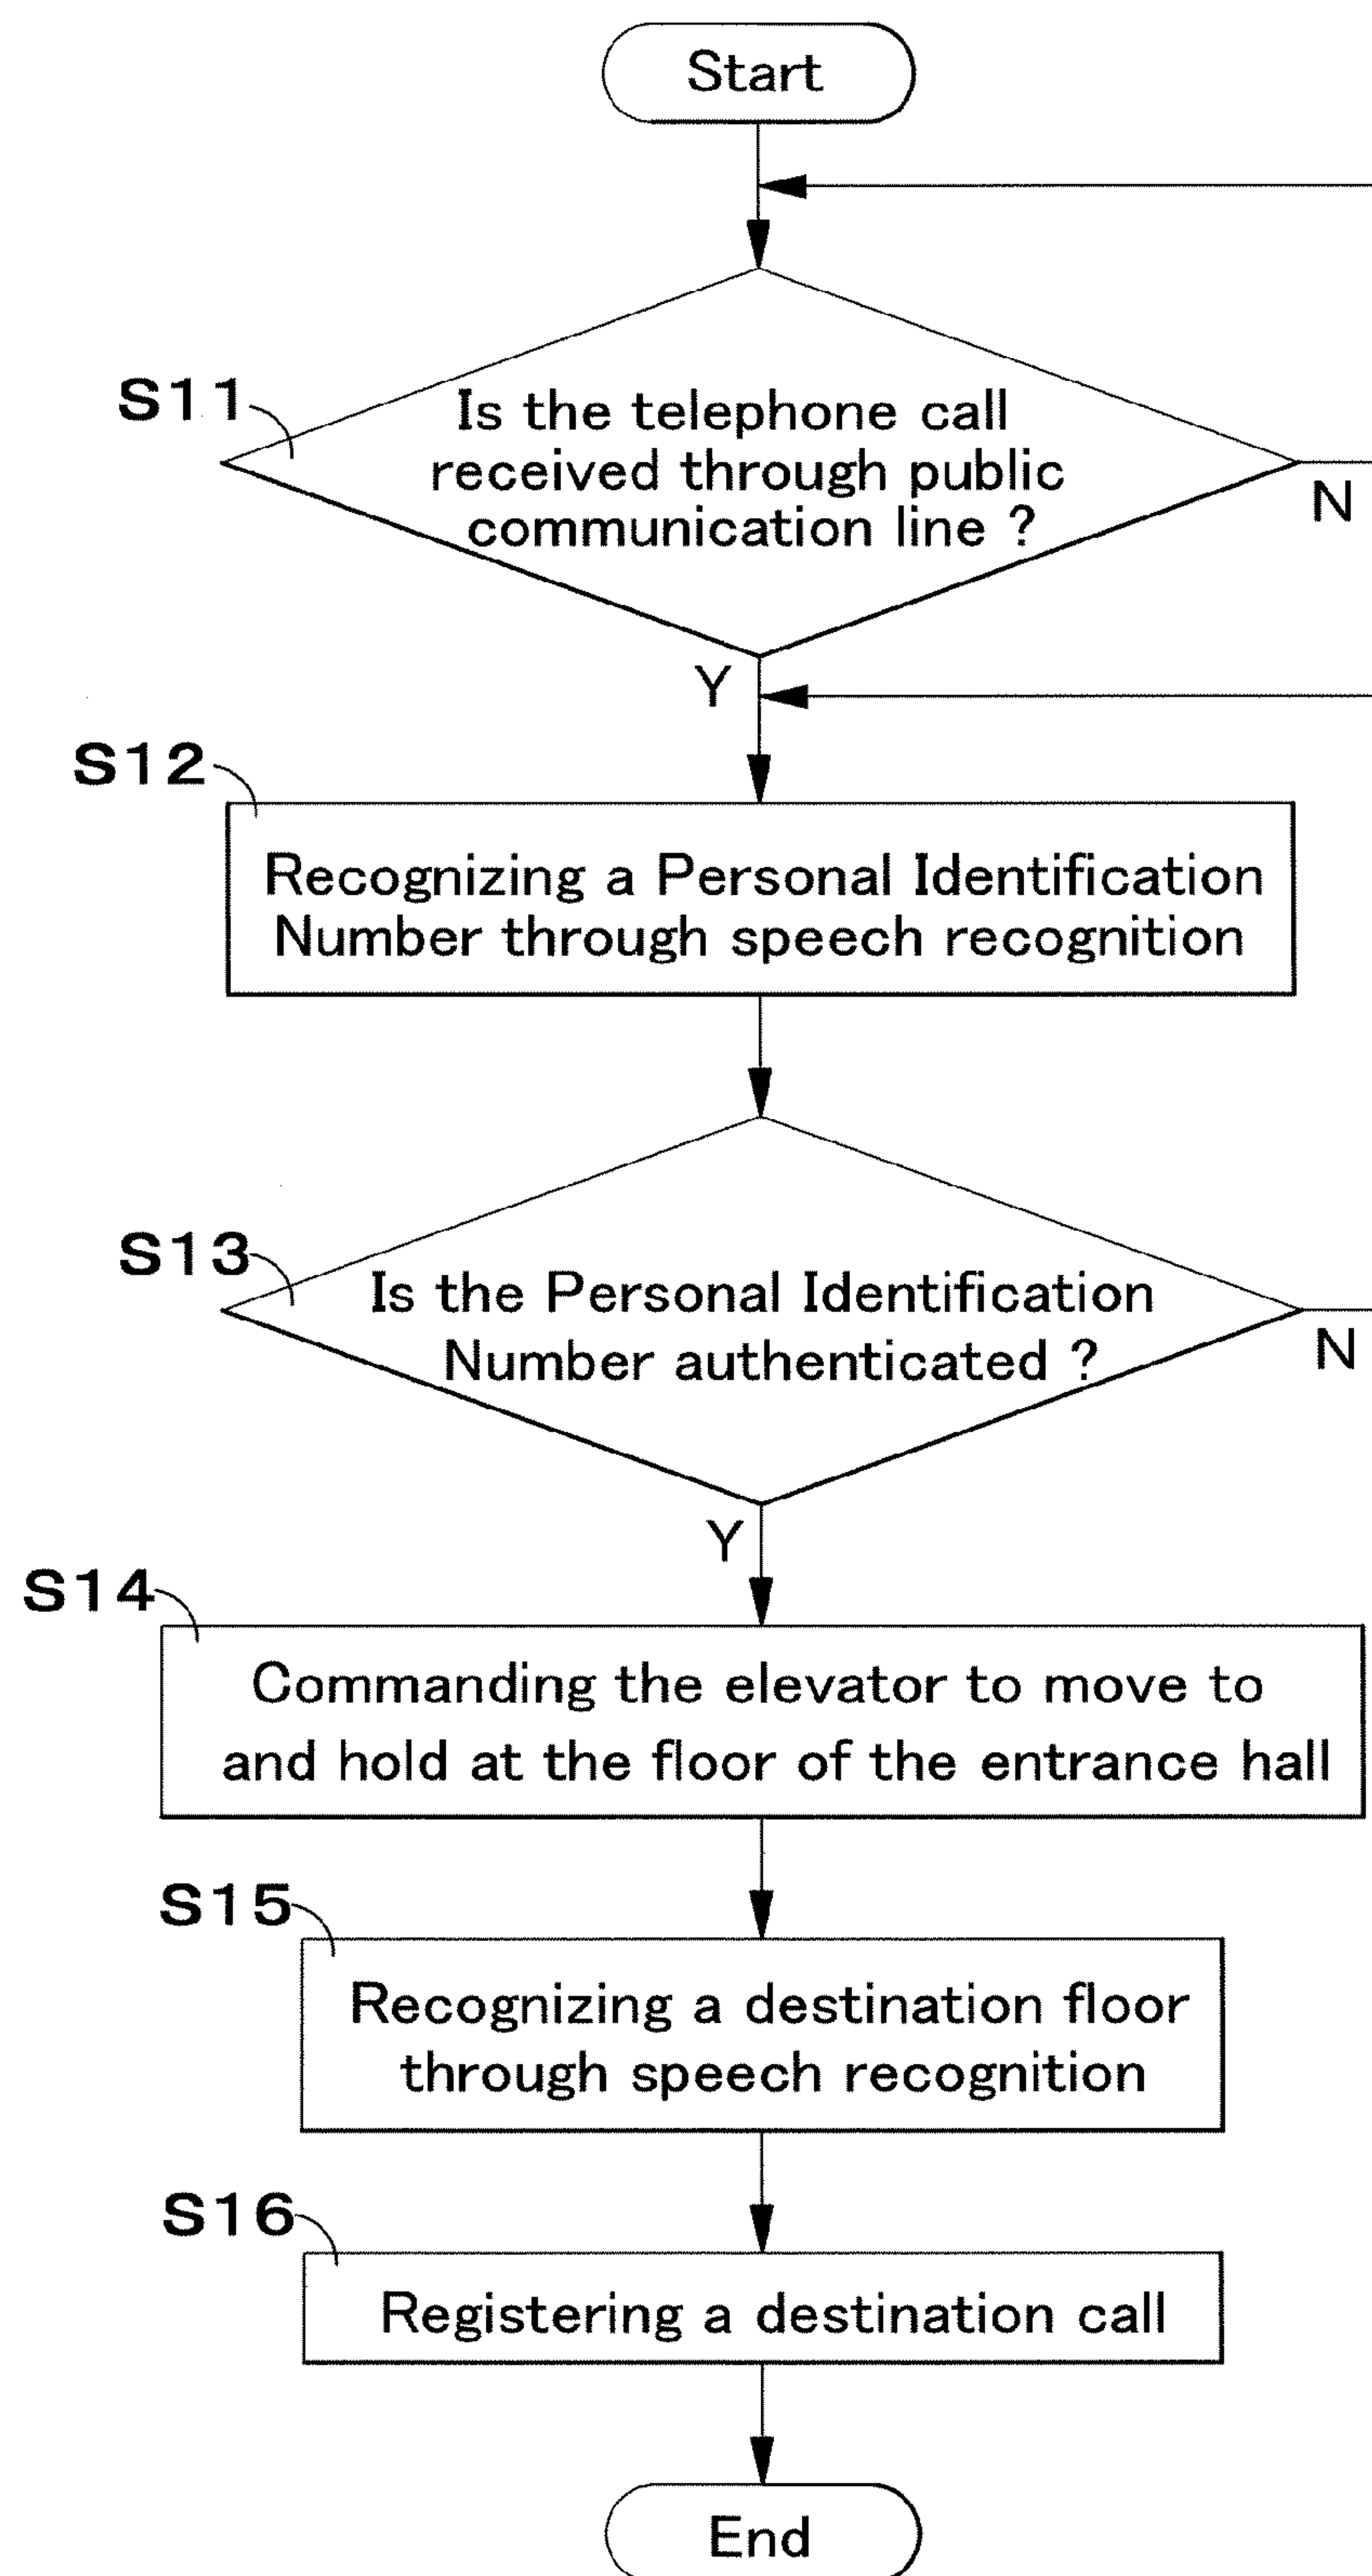 Start
S11
Is the telephone call
received through public
communication line ?
N
Y
S12
Recognizing a Personal Identification
Number through speech recognition
S13
Is the Personal Identification
Number authenticated ?
N
Y
S14
Commanding the elevator to move to
and hold at the floor of the entrance hall
S15
Recognizing a destination floor
through speech recognition
S16
Registering a destination call
End